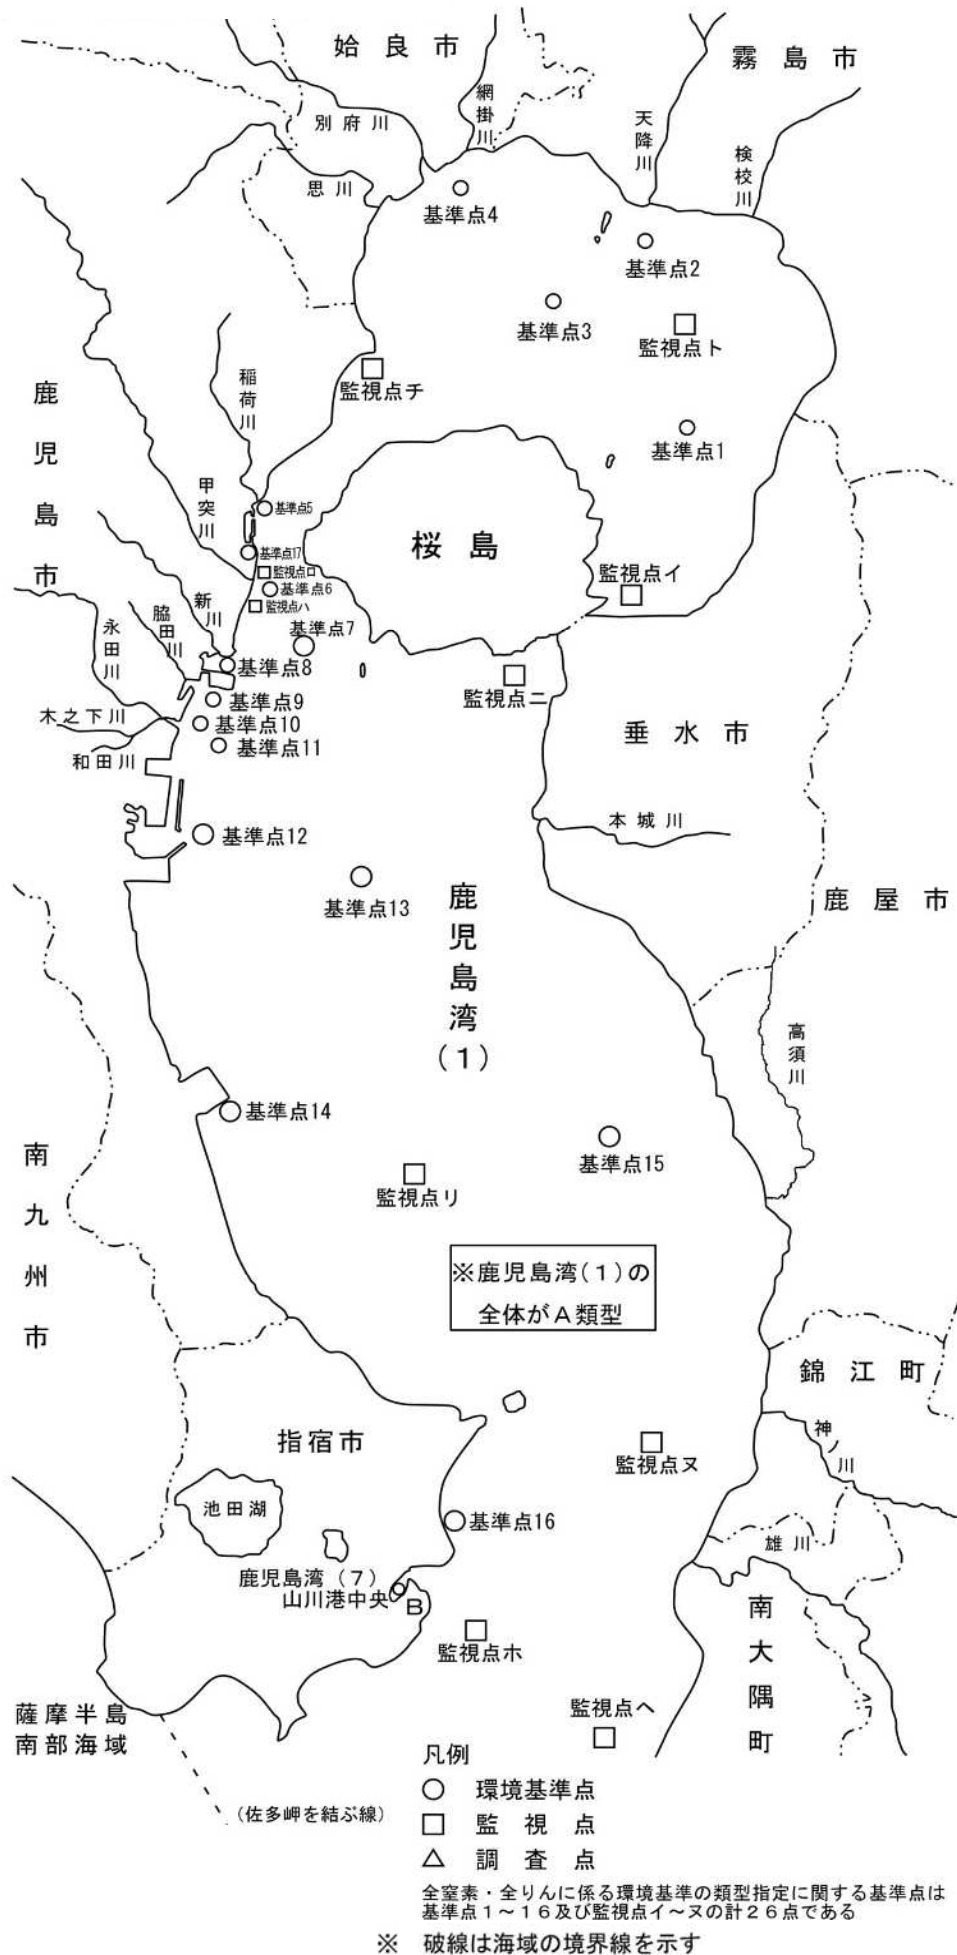 姶良市
霧島市
別府川
網掛川
天降川
検校川
思川
基準点4
基準点2
基準点3
監視点ト
稲荷川
監視点チ
鹿児島市
基準点1
甲突川
基準点5
桜島
基準点17
監視点ロ
監視点イ
基準点6
監視点ハ
新川
脇田川
永田川
基準点7
基準点8
監視点ニ
基準点9
木之下川
基準点10
垂水市
和田川
基準点11
本城川
基準点12
基準点13
鹿児島湾(1)
鹿屋市
高須川
基準点14
南九州市
基準点15
監視点リ
※鹿児島湾(1)の
全体がA類型
錦江町
指宿市
神ノ川
監視点ヌ
池田湖
基準点16
雄川
鹿児島湾(7)
山川港中央
B
南大隅町
監視点ホ
薩摩半島
南部海域
監視点ヘ
(佐多岬を結ぶ線)
凡例
環境基準点
監視点
調査点
全窒素・全りんに係る環境基準の類型指定に関する基準点は
基準点1~16及び監視点イ~ヌの計26点である
※ 破線は海域の境界線を示す